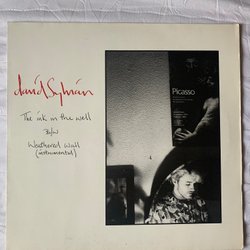 david Sylvian
The ink in the well
b/w
Weathered wall
(instrumental)
Picasso